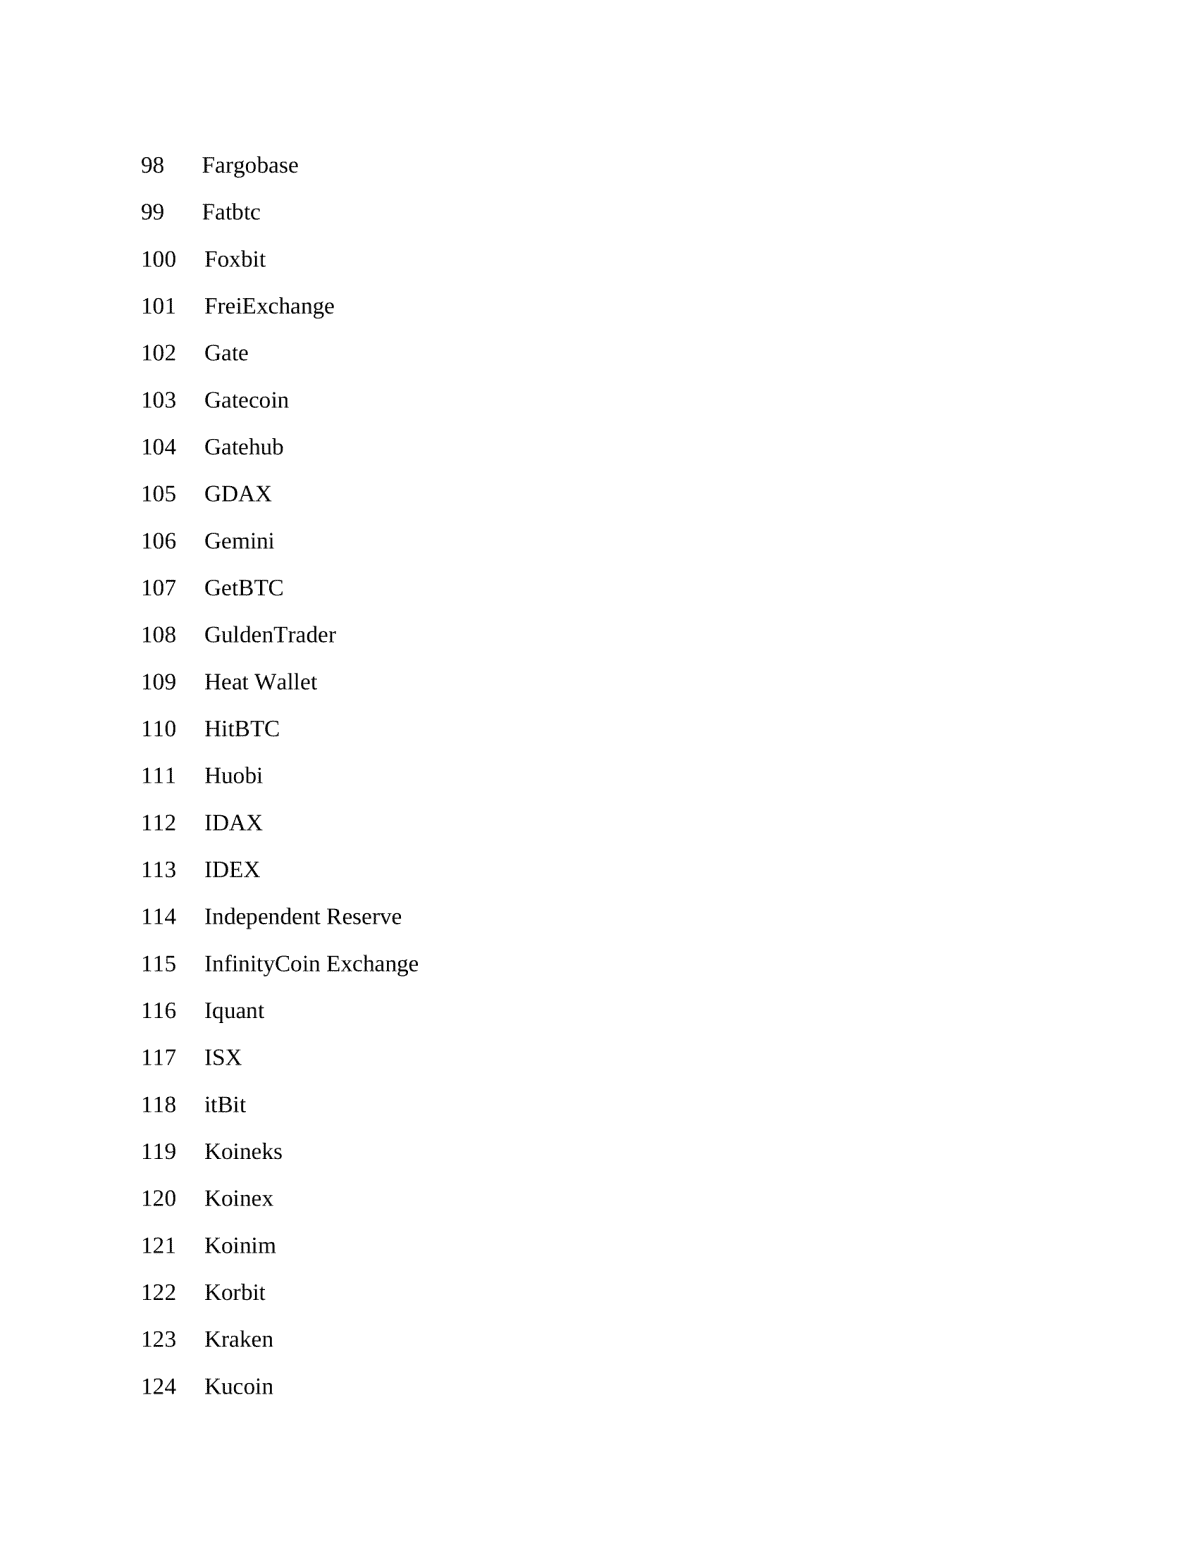 98 Fargobase
99 Fatbtc
100 Foxbit
101 FreiExchange
102 Gate
103 Gatecoin
104 Gatehub
105 GDAX
106 Gemini
107 GetBTC
108 GuldenTrader
109 Heat Wallet
110 HitBTC
111 Huobi
112 IDAX
113 IDEX
114 Independent Reserve
115 InfinityCoin Exchange
116 Iquant
117 ISX
118 itBit
119 Koineks
120 Koinex
121 Koinim
122 Korbit
123 Kraken
124 Kucoin